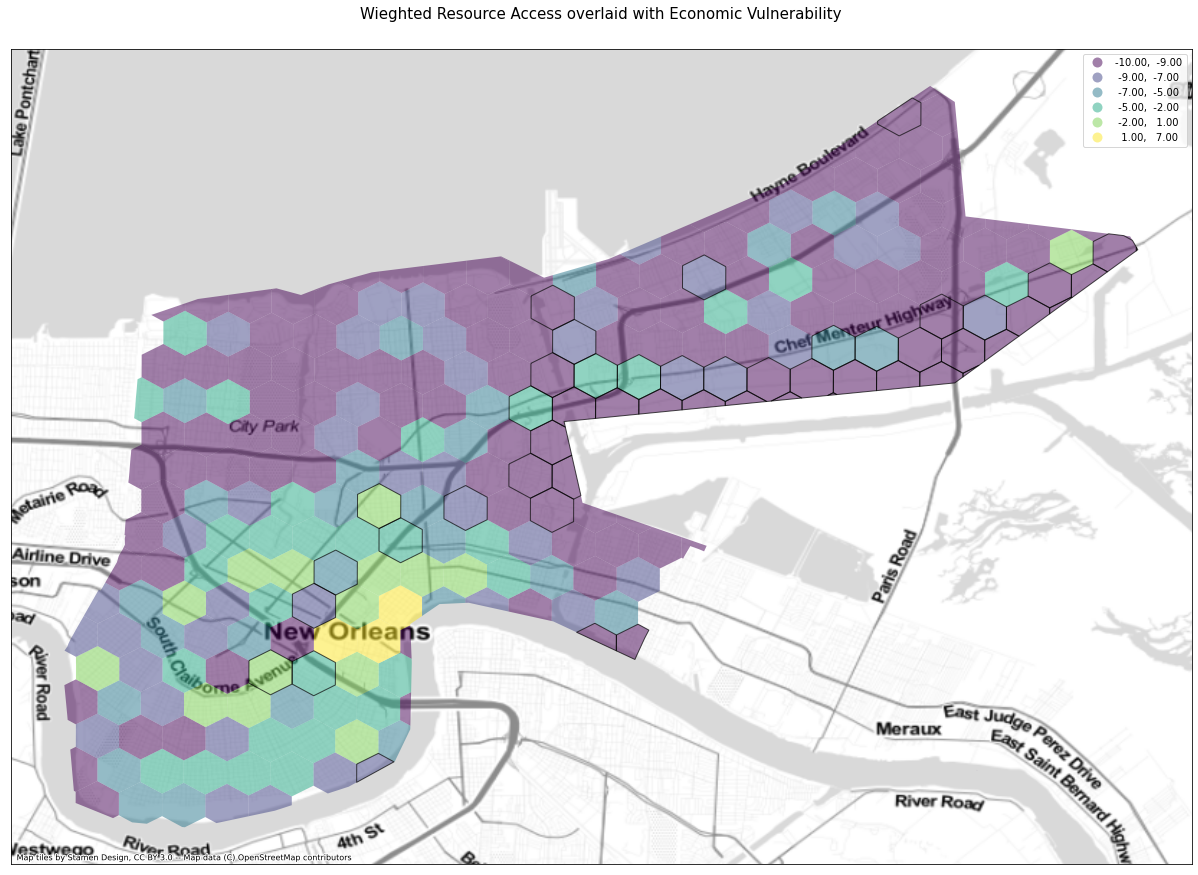 Wieghted Resource Access overlaid with Economic Vulnerability
-10.00, -9.00
-9.00, -7.00
-7.00, -5.00
-5.00, -2.00
-2.00, 1.00
1.00, 7.00
Lake Pontchart
Hayne Boulevard
Chef Menteur Highway
City Park
Metairie Road
Airline Drive
son
oad
River Road
South Claiborne Avenue
New Orleans
Paris Road
Meraux
East Judge Perez Drive
East Saint Bernard Highw
River Road
4th St
River Road
Westwego
Map tiles by Stamen Design, CC BY 3.0 -- Map data (C) OpenStreetMap contributors